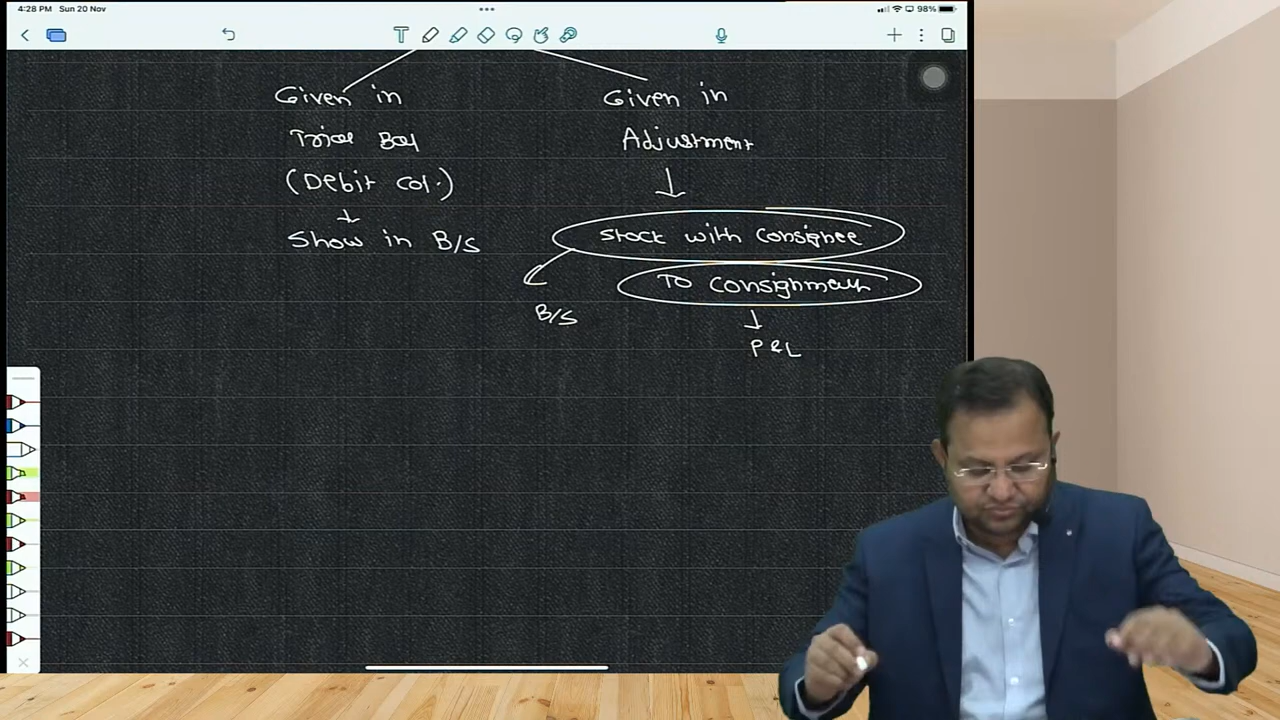 4:28 PM Sun 20 Nov
98%
Given in
Trial Bal
(Debit Col.)
Show in B/S
Given in
Adjustment
Stock with consignee
To consignment
B/S
P&L